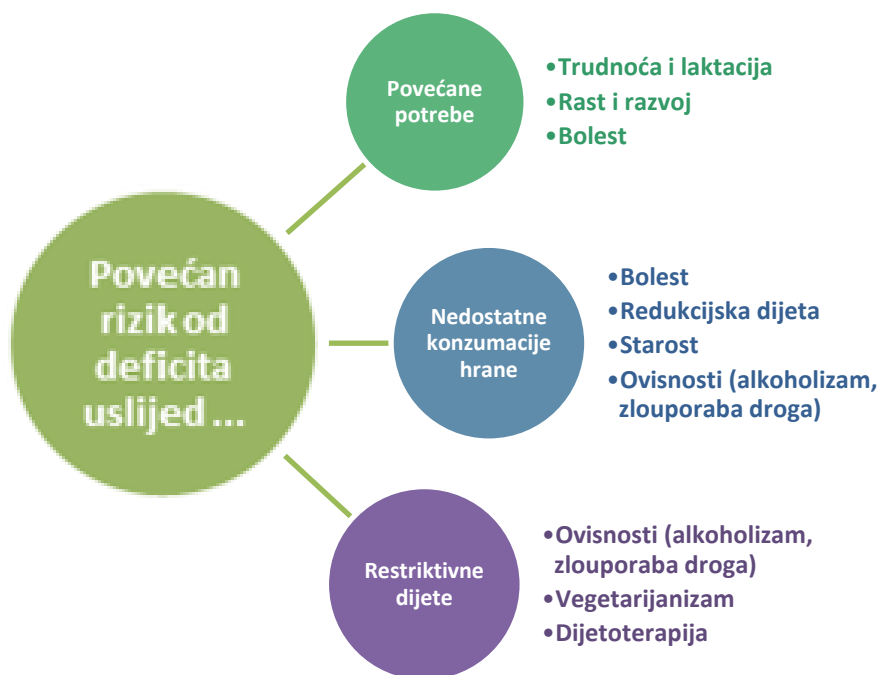 Povećan
rizik od
deficita
uslijed ...
Povećane
potrebe
•Trudnoća i laktacija
•Rast i razvoj
•Bolest
Nedostatne
konzumacije
hrane
•Bolest
•Redukcijska dijeta
•Starost
•Ovisnosti (alkoholizam,
zlouporaba droga)
Restriktivne
dijete
•Ovisnosti (alkoholizam,
zlouporaba droga)
•Vegetarijanizam
•Dijetoterapija